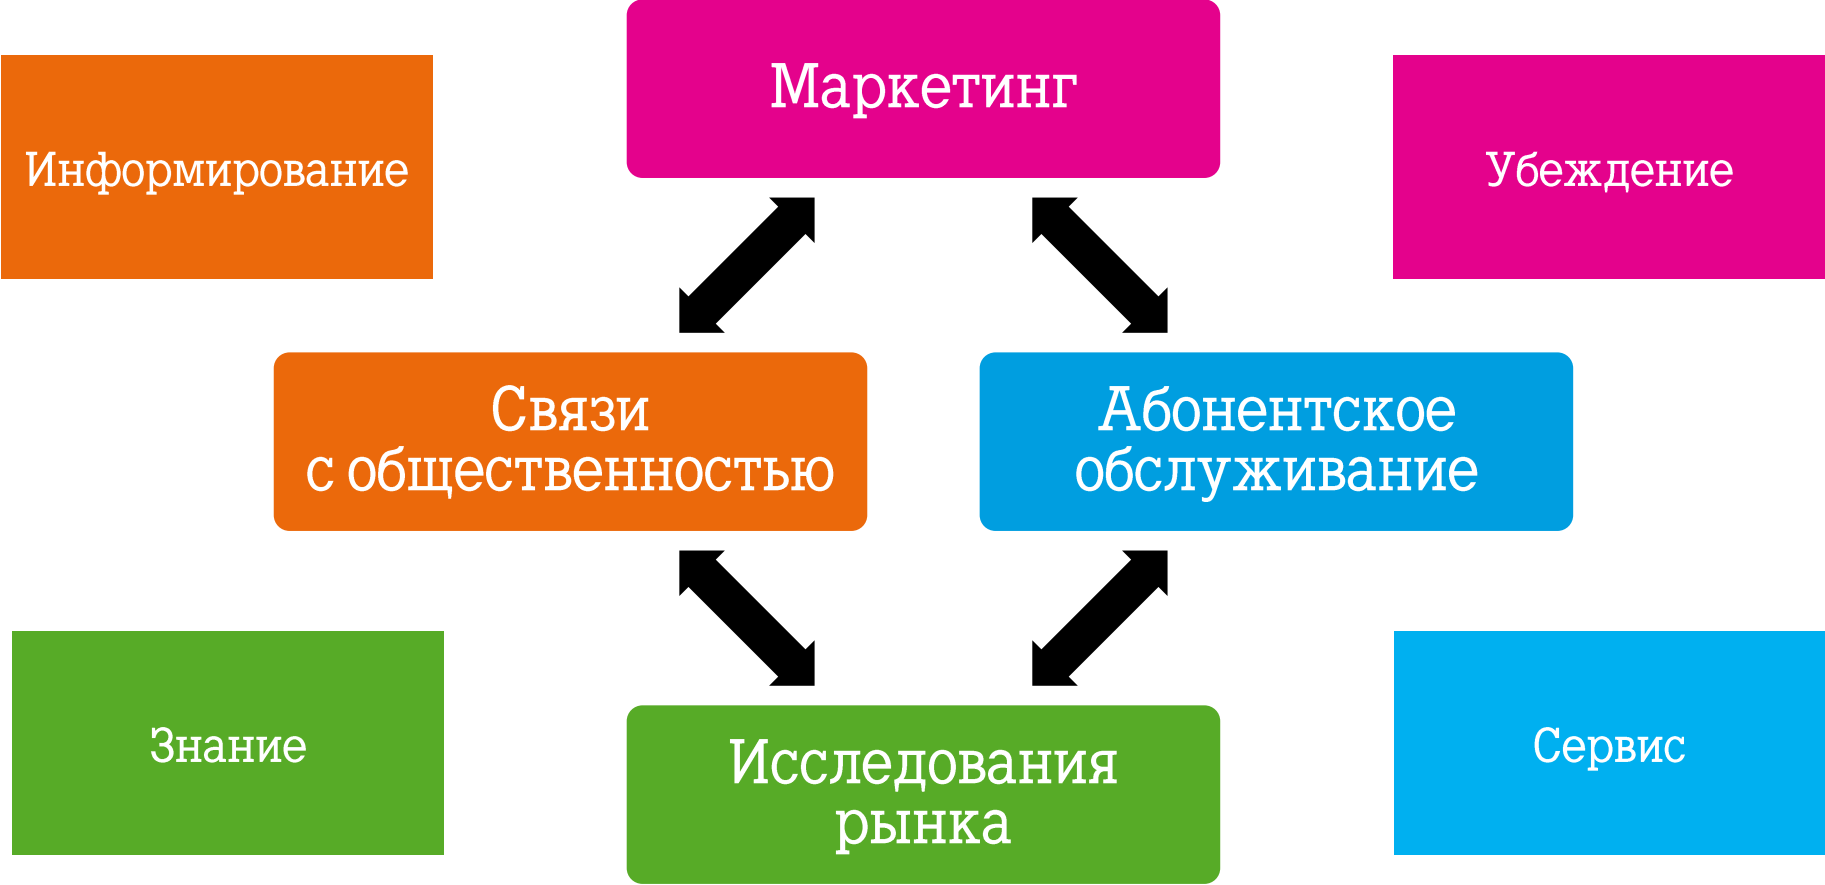 Маркетинг
Информирование
Убеждение
Связи
с общественностью
Абонентское
обслуживание
Знание
Сервис
Исследования
рынка